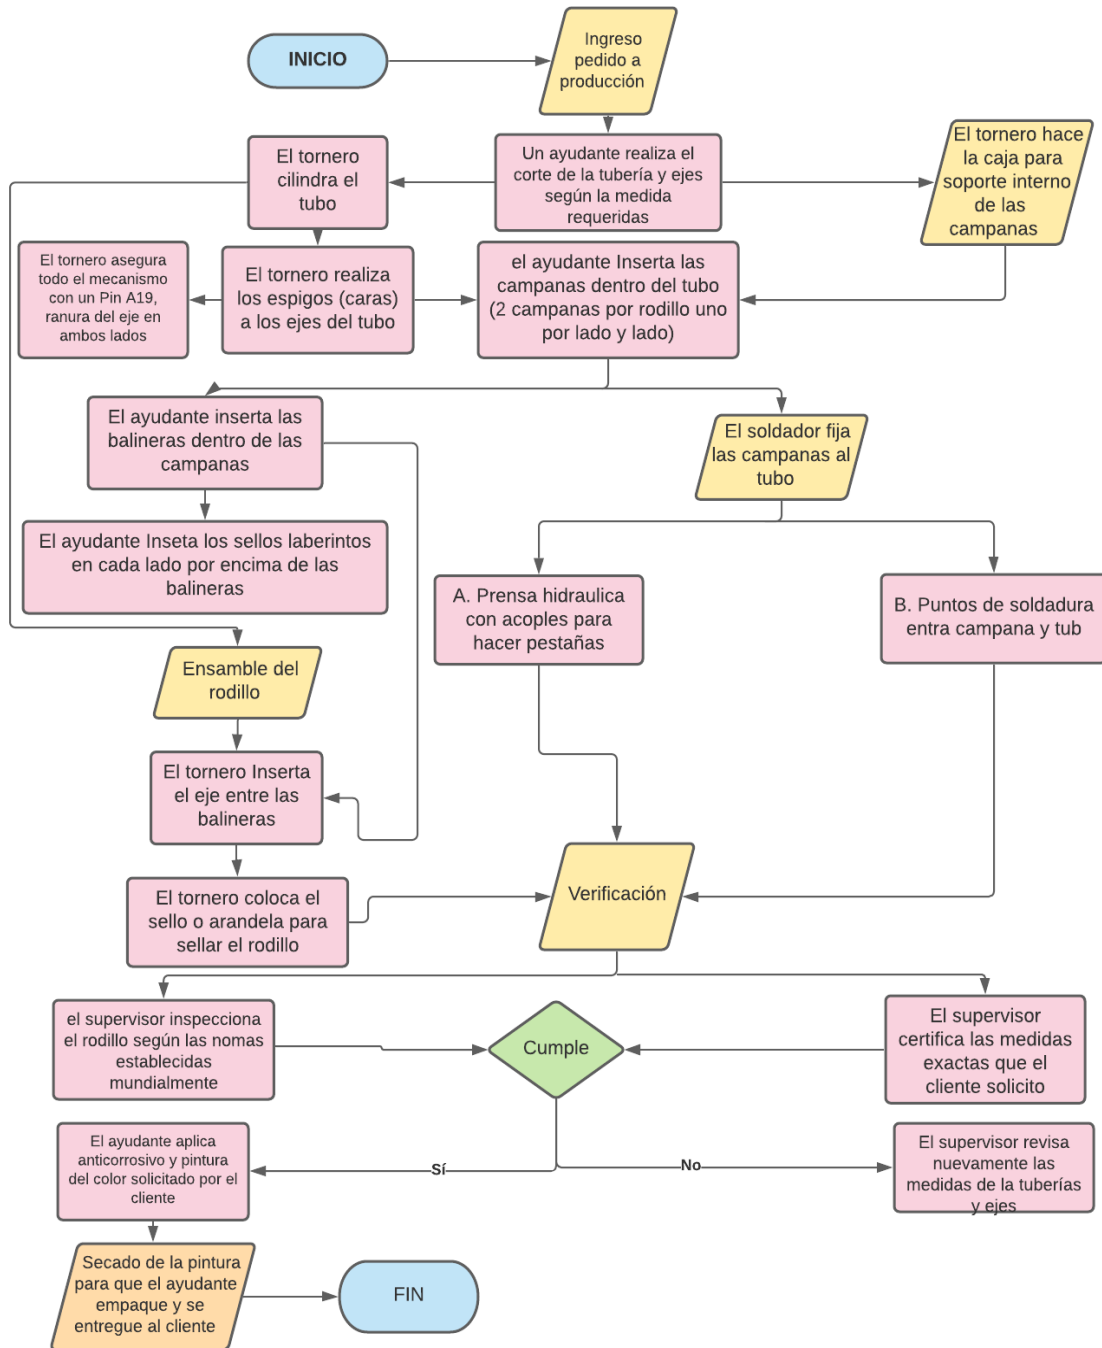 INICIO
Ingreso
pedido a
producción
El tornero
cilindra el
tubo
Un ayudante realiza el
corte de la tubería y ejes
según la medida
requeridas
El tornero hace
la caja para
soporte interno
de las
campanas
El tornero asegura
todo el mecanismo
con un Pin A19,
ranura del eje en
ambos lados
El tornero realiza
los espigos (caras)
a los ejes del tubo
el ayudante Inserta las
campanas dentro del tubo
(2 campanas por rodillo uno
por lado y lado)
El ayudante inserta las
balineras dentro de las
campanas
El soldador fija
las campanas al
tubo
El ayudante Inseta los sellos laberintos
en cada lado por encima de las
balineras
A. Prensa hidraulica
con acoples para
hacer pestañas
B. Puntos de soldadura
entra campana y tub
Ensamble del
rodillo
El tornero Inserta
el eje entre las
balineras
El tornero coloca el
sello o arandela para
sellar el rodillo
Verificación
el supervisor inspecciona
el rodillo según las nomas
establecidas
mundialmente
Cumple
El supervisor
certifica las medidas
exactas que el
cliente solicito
El ayudante aplica
anticorrosivo y pintura
del color solicitado por el
cliente
Sí
No
El supervisor revisa
nuevamente las
medidas de la tuberías
y ejes
Secado de la pintura
para que el ayudante
empaque y se
entregue al cliente
FIN